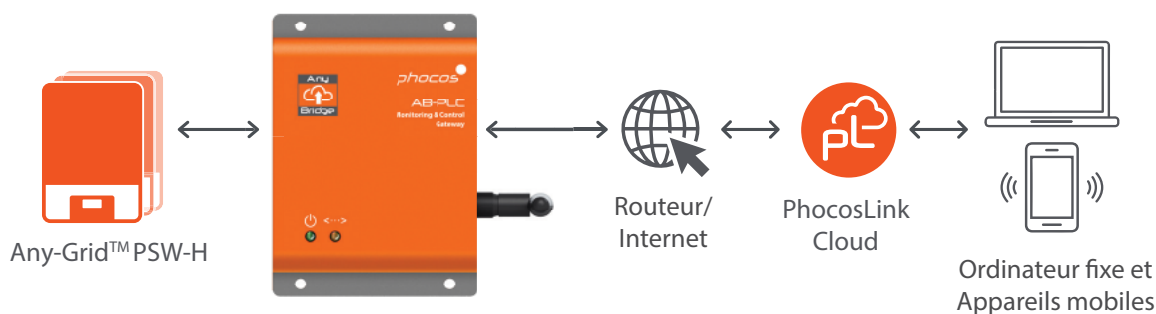 Any-Grid™ PSW-H
Any
Bridge
phocos
AB-PLC
Monitoring & Control
Gateway
<--->
Routeur/
Internet
pL
PhocosLink
Cloud
Ordinateur fixe et
Appareils mobiles